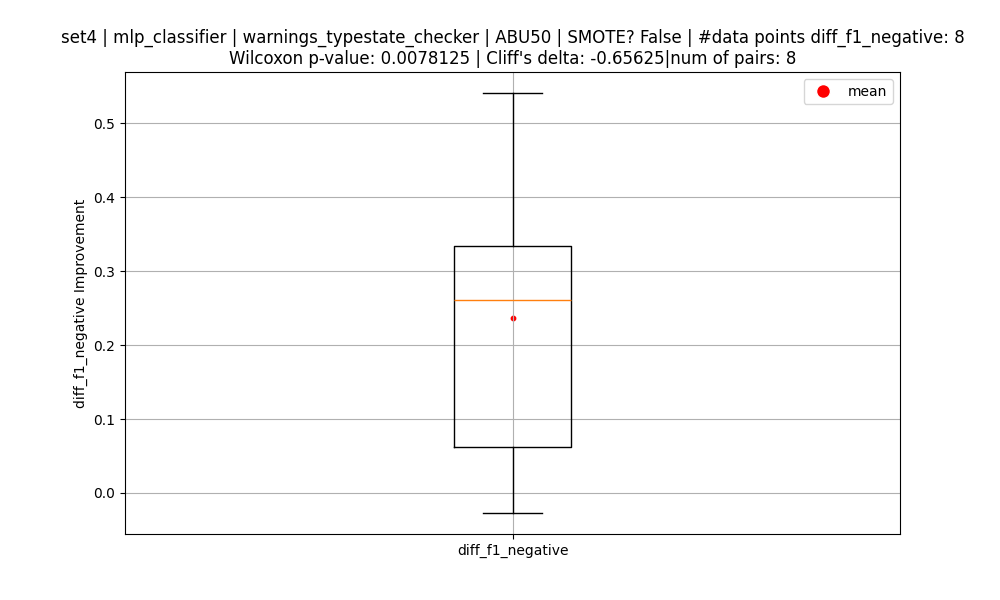 set4 | mlp_classifier | warnings_typestate_checker | ABU50 | SMOTE? False | #data points diff_f1_negative: 8
Wilcoxon p-value: 0.0078125 | Cliff's delta: -0.65625|num of pairs: 8
mean
0.5
0.4
0.3
0.2
0.1
0.0
diff_f1_negative Improvement
diff_f1_negative